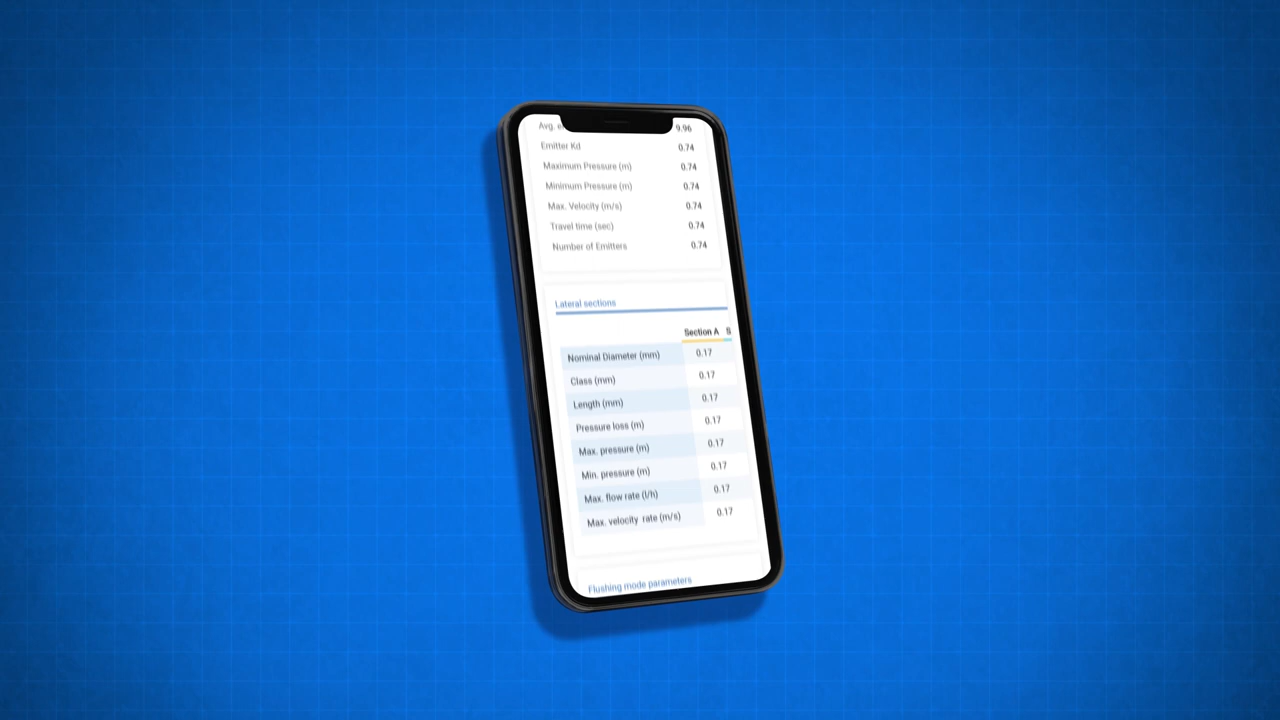 Avg. 9.96
Emitter Kd 0.74
Maximum Pressure (m) 0.74
Minimum Pressure (m) 0.74
Max. Velocity (m/s) 0.74
Travel time (sec) 0.74
Number of Emitters 0.74
Lateral sections
Section A S
Nominal Diameter (mm) 0.17
Class (mm) 0.17
Length (mm) 0.17
Pressure loss (m) 0.17
Max. pressure (m) 0.17
Min. pressure (m) 0.17
Max. flow rate (l/h) 0.17
Max. velocity rate (m/s) 0.17
Flushing mode parameters